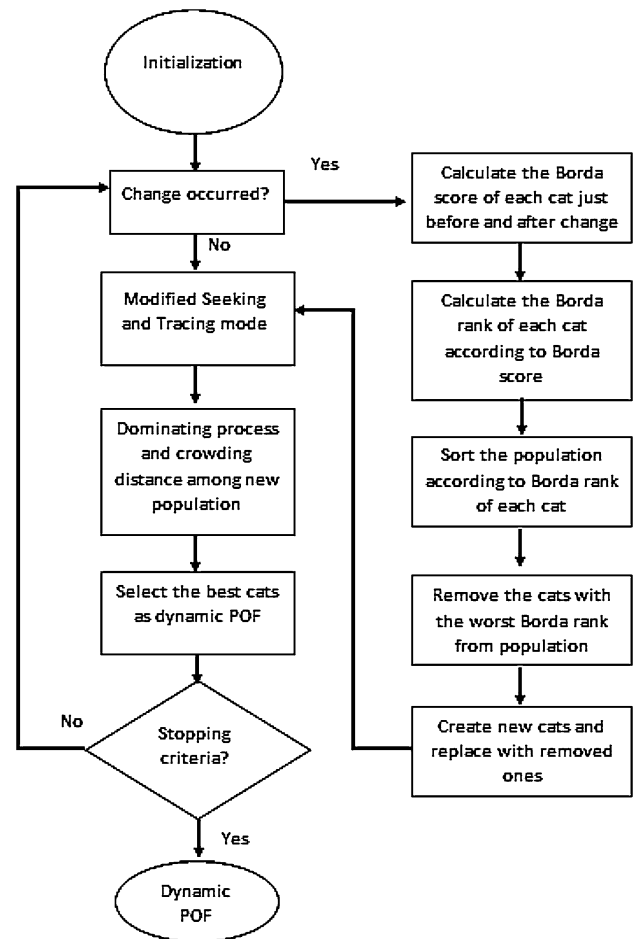 Initialization
Change occurred?
Yes
No
Calculate the Borda
score of each cat just
before and after change
Calculate the Borda
rank of each cat
according to Borda
score
Sort the population
according to Borda rank
of each cat
Remove the cats with
the worst Borda rank
from population
Create new cats and
replace with removed
ones
Modified Seeking
and Tracing mode
Dominating process
and crowding
distance among new
population
Select the best cats
as dynamic POF
No
Stopping
criteria?
Yes
Dynamic
POF